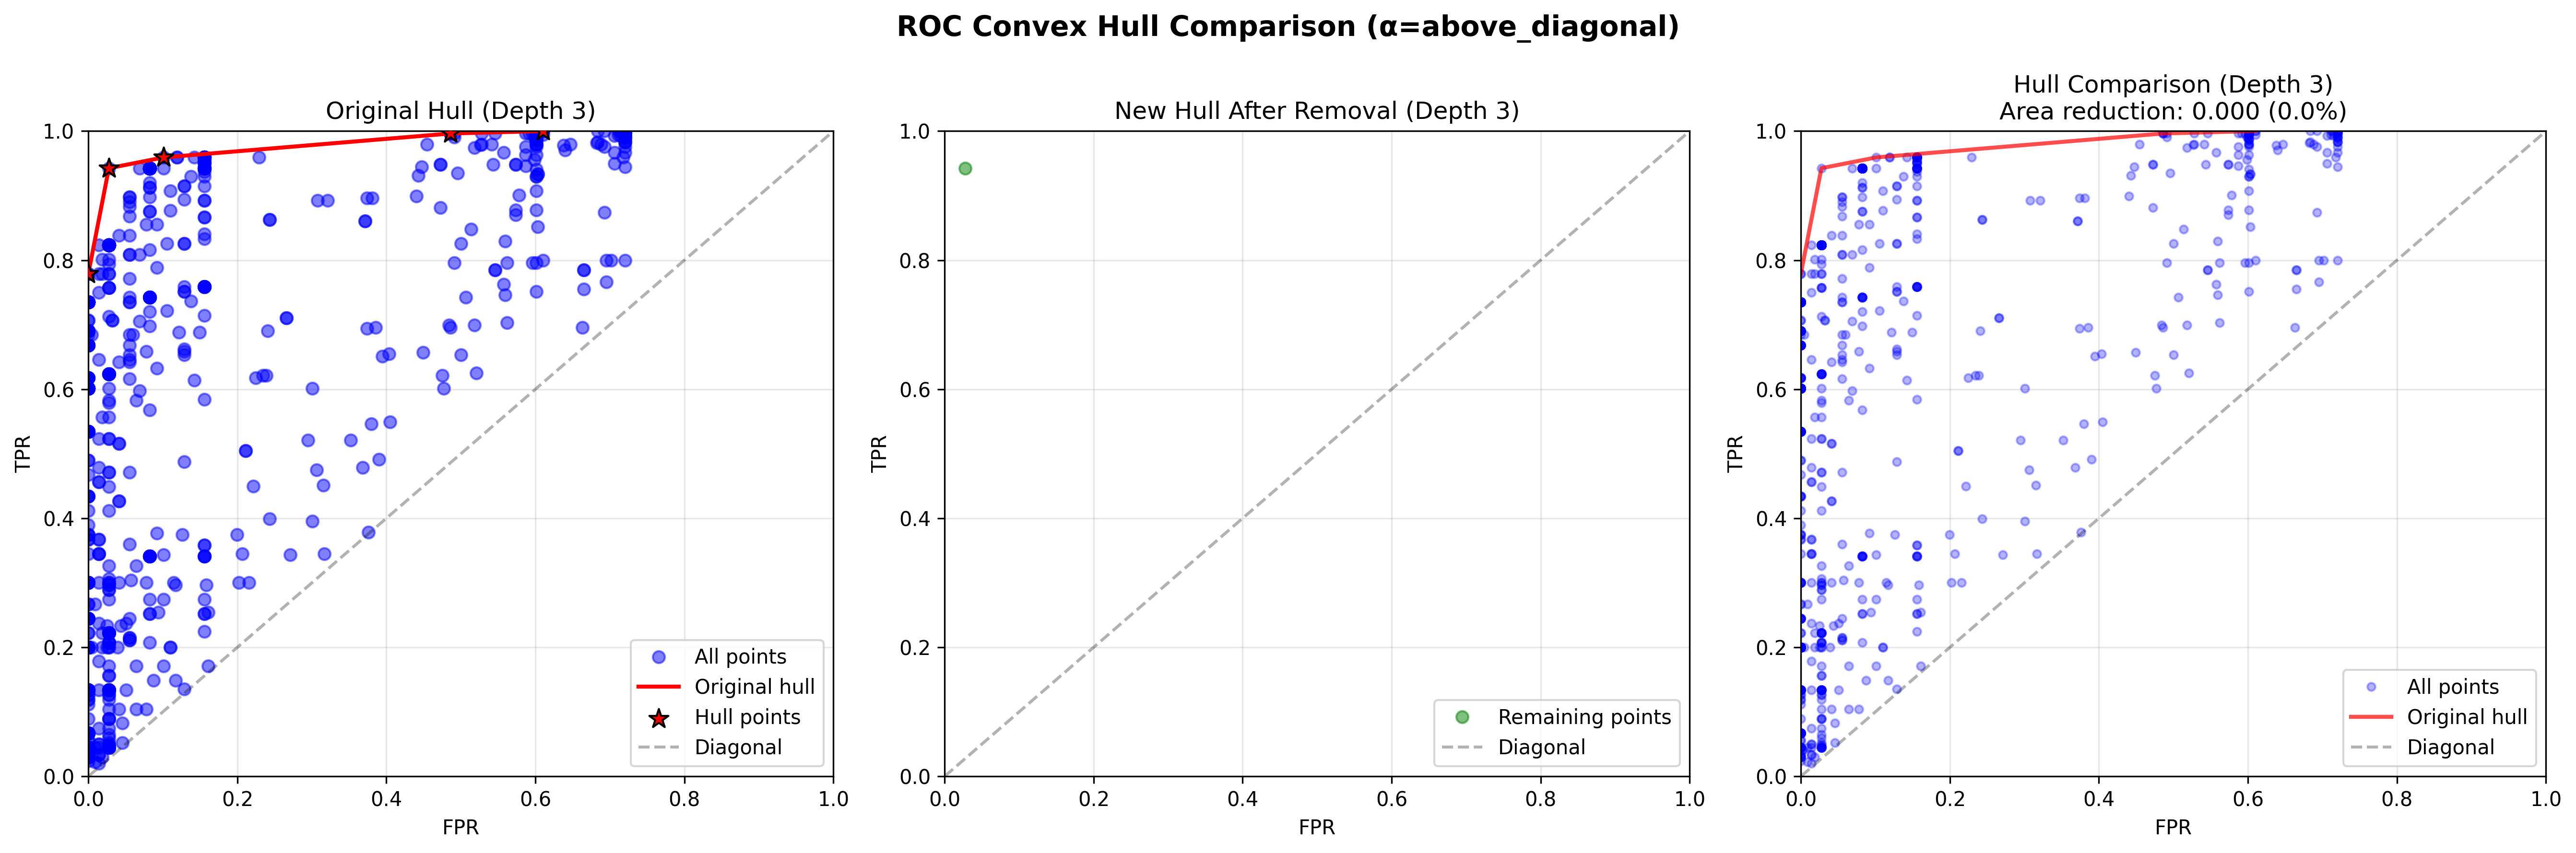 ROC Convex Hull Comparison (α=above_diagonal)
Original Hull (Depth 3)
1.0
0.8
0.6
0.4
0.2
0.0
TPR
0.0 0.2 0.4 0.6 0.8 1.0
FPR
All points
Original hull
Hull points
Diagonal
New Hull After Removal (Depth 3)
1.0
0.8
0.6
0.4
0.2
0.0
TPR
0.0 0.2 0.4 0.6 0.8 1.0
FPR
Remaining points
Diagonal
Hull Comparison (Depth 3)
Area reduction: 0.000 (0.0%)
1.0
0.8
0.6
0.4
0.2
0.0
TPR
0.0 0.2 0.4 0.6 0.8 1.0
FPR
All points
Original hull
Diagonal